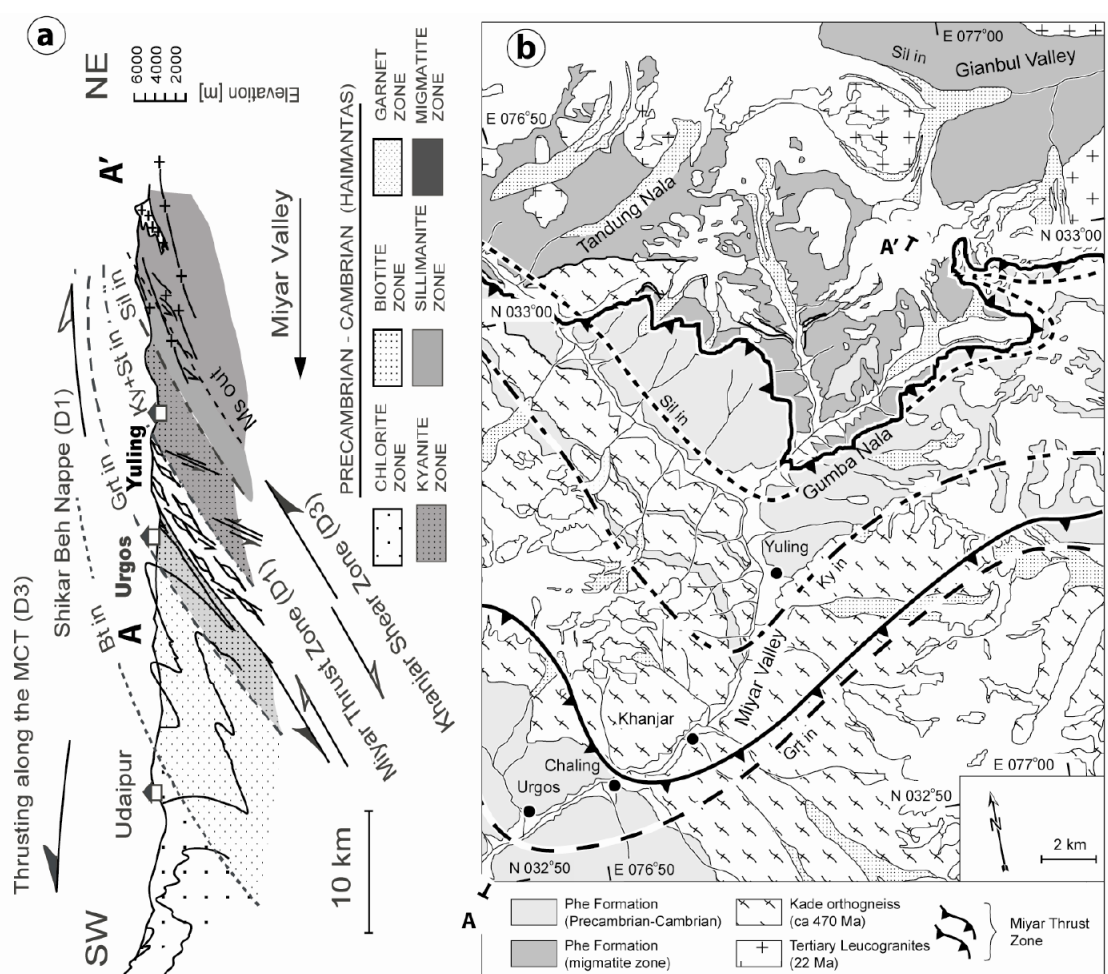 a
SW
NE
Thrusting along the MCT (D3)
Shikar Beh Nappe (D1)
Bt in
Grt in
Ky+St in
Sil in
Udaipur
A
Urgos
Yuling
A'
Ms out
6000
4000
2000
Elevation [m]
Miyar Valley
Miyar Thrust Zone (D1)
Khanjar Shear Zone (D3)
10 km
PRECAMBRIAN - CAMBRIAN (HAIMANTAS)
CHLORITE
ZONE
BIOTITE
ZONE
GARNET
ZONE
KYANITE
ZONE
SILLIMANITE
ZONE
MIGMATITE
ZONE
b
E 077°00
Sil in
Gianbul Valley
E 076°50
Tandung Nala
A' T
N 033°00
N 033°00
Sil in
Gumba Nala
Yuling
Ky in
Miyar Valley
Khanjar
Grt in
Chaling
Urgos
E 077°00
N 032°50
N 032°50
E 076°50
N
2 km
A
Phe Formation
(Precambrian-Cambrian)
Phe Formation
(migmatite zone)
Kade orthogneiss
(ca 470 Ma)
Tertiary Leucogranites
(22 Ma)
Miyar Thrust
Zone